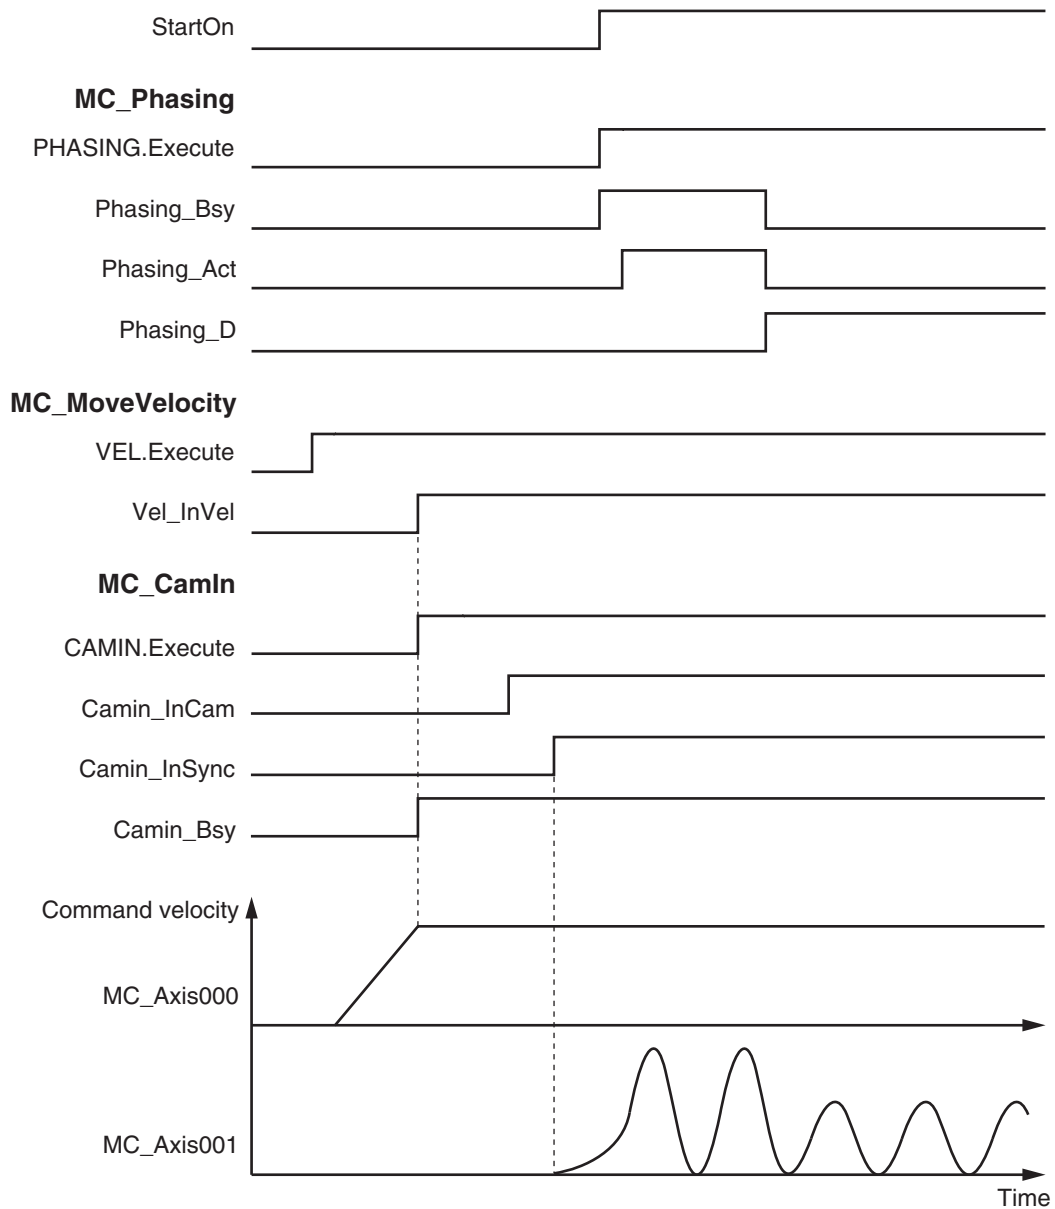 StartOn
MC_Phasing
PHASING.Execute
Phasing_Bsy
Phasing_Act
Phasing_D
MC_MoveVelocity
VEL.Execute
Vel_InVel
MC_CamIn
CAMIN.Execute
Camin_InCam
Camin_InSync
Camin_Bsy
Command velocity
MC_Axis000
MC_Axis001
Time